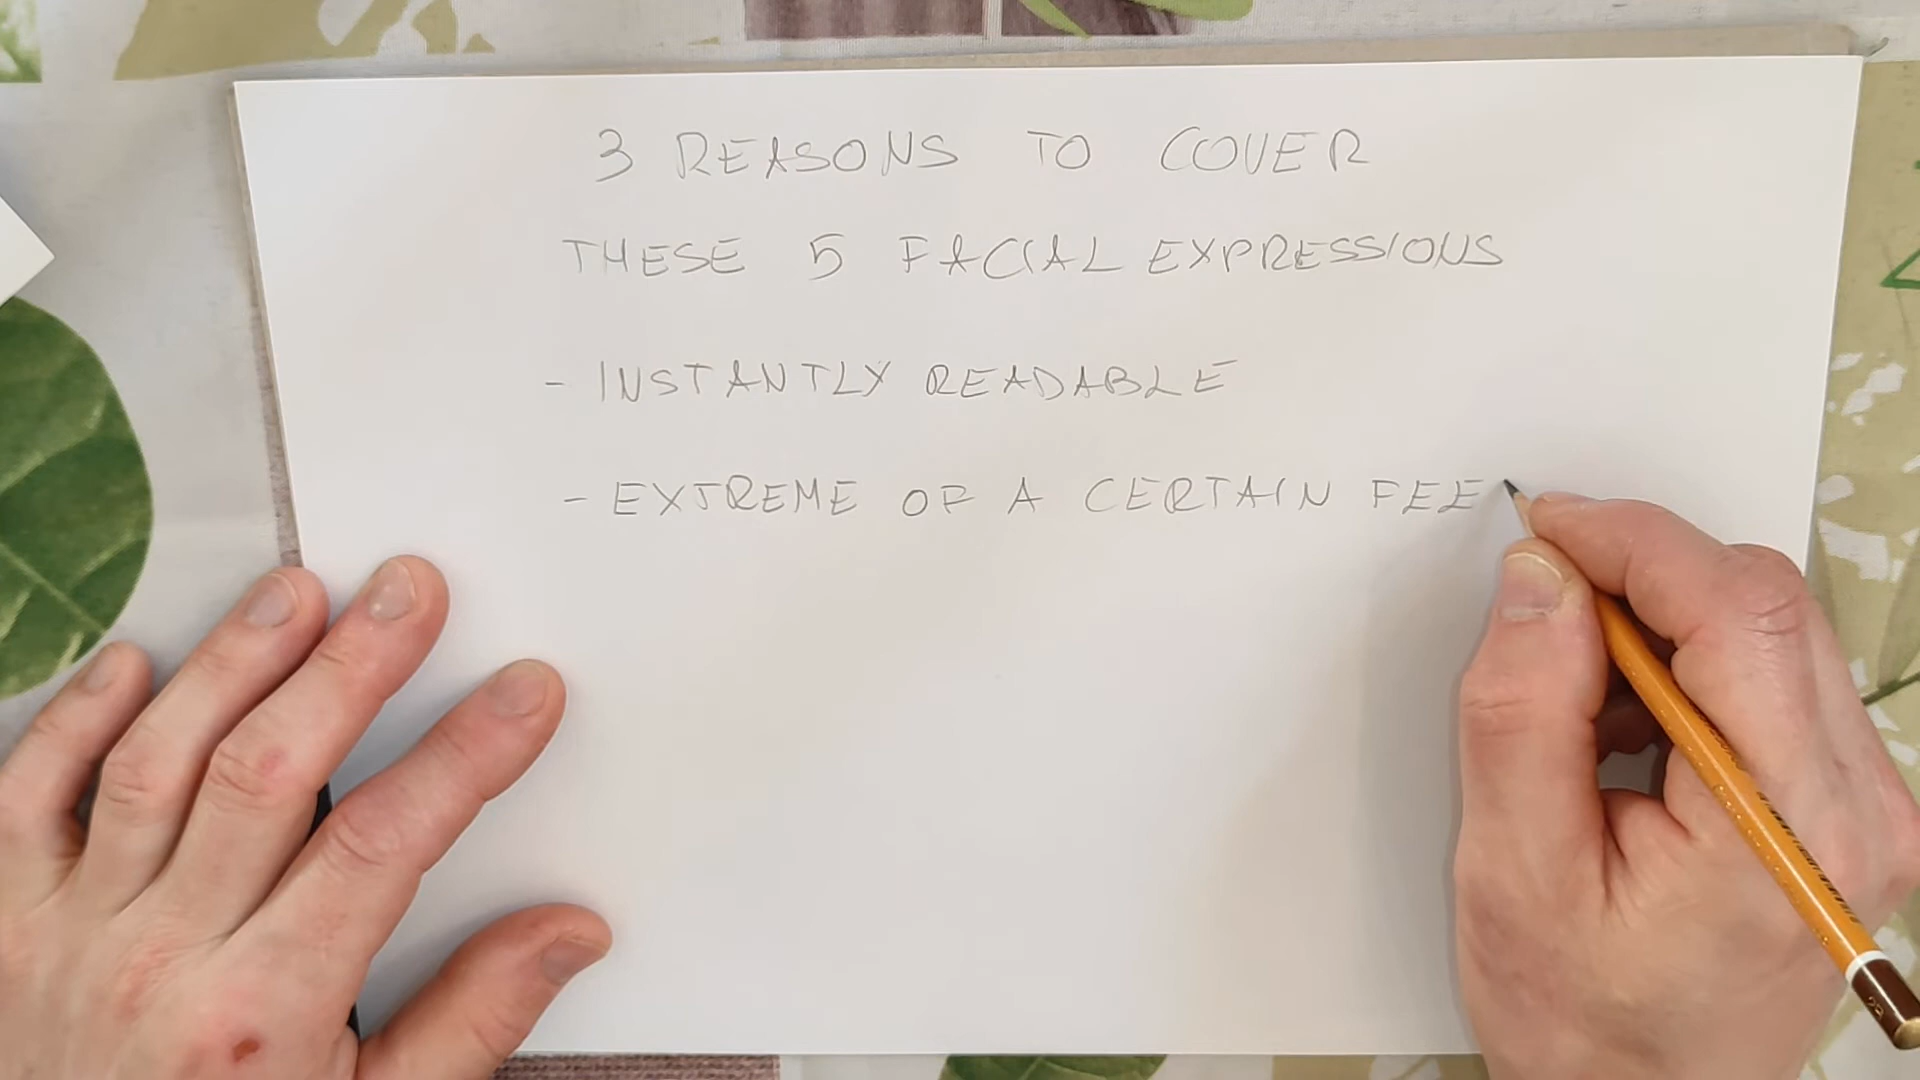 3 REASONS TO COVER
THESE 5 FACIAL EXPRESSIONS
- INSTANTLY READABLE
- EXTREME OF A CERTAIN FEE